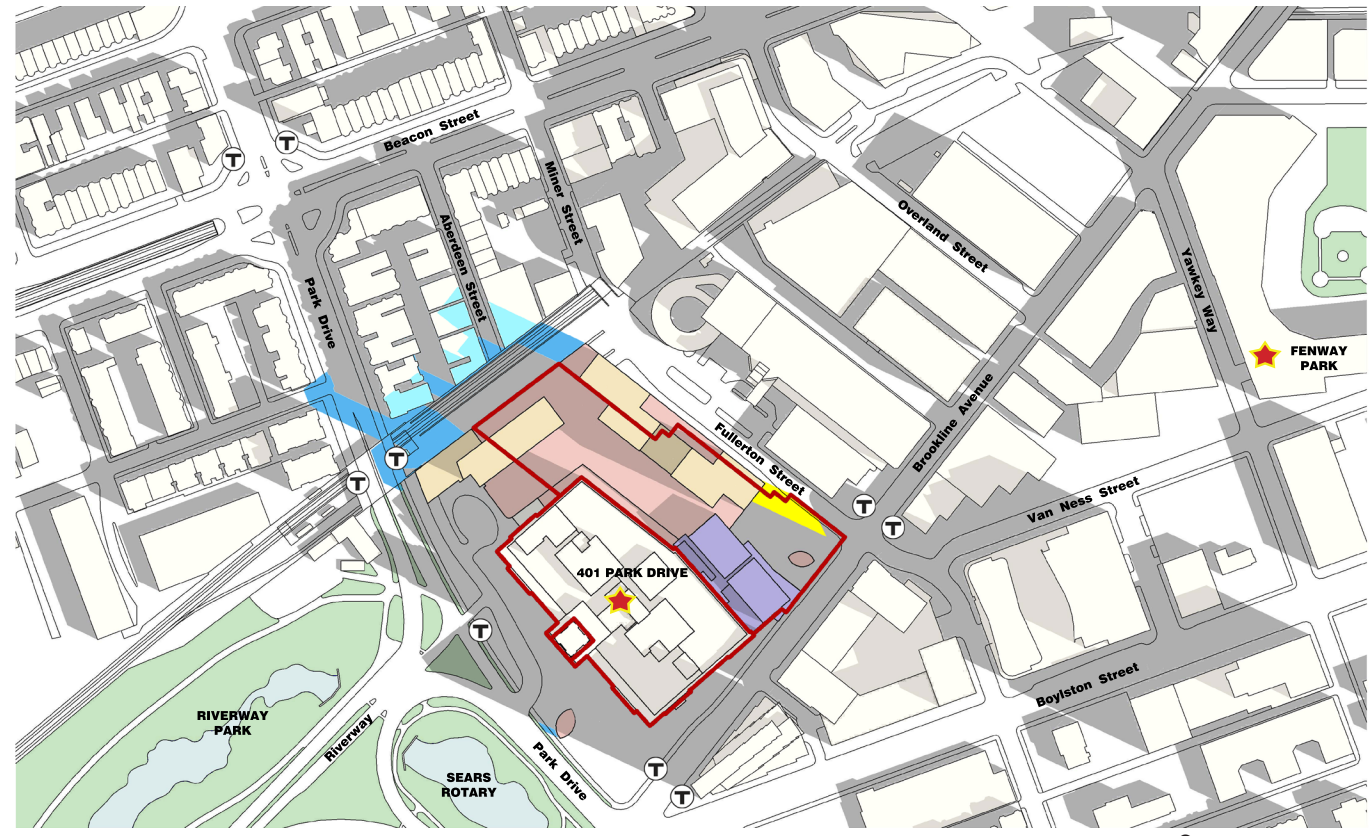 Beacon Street
T
T
Miner Street
Aberdeen Street
Overland Street
Park Drive
Yawkey Way
FENWAY
PARK
Brookline Avenue
Fullerton Street
T
T
T
T
Van Ness Street
401 PARK DRIVE
T
Boylston Street
RIVERWAY
PARK
Riverway
Park Drive
SEARS
ROTARY
T
T